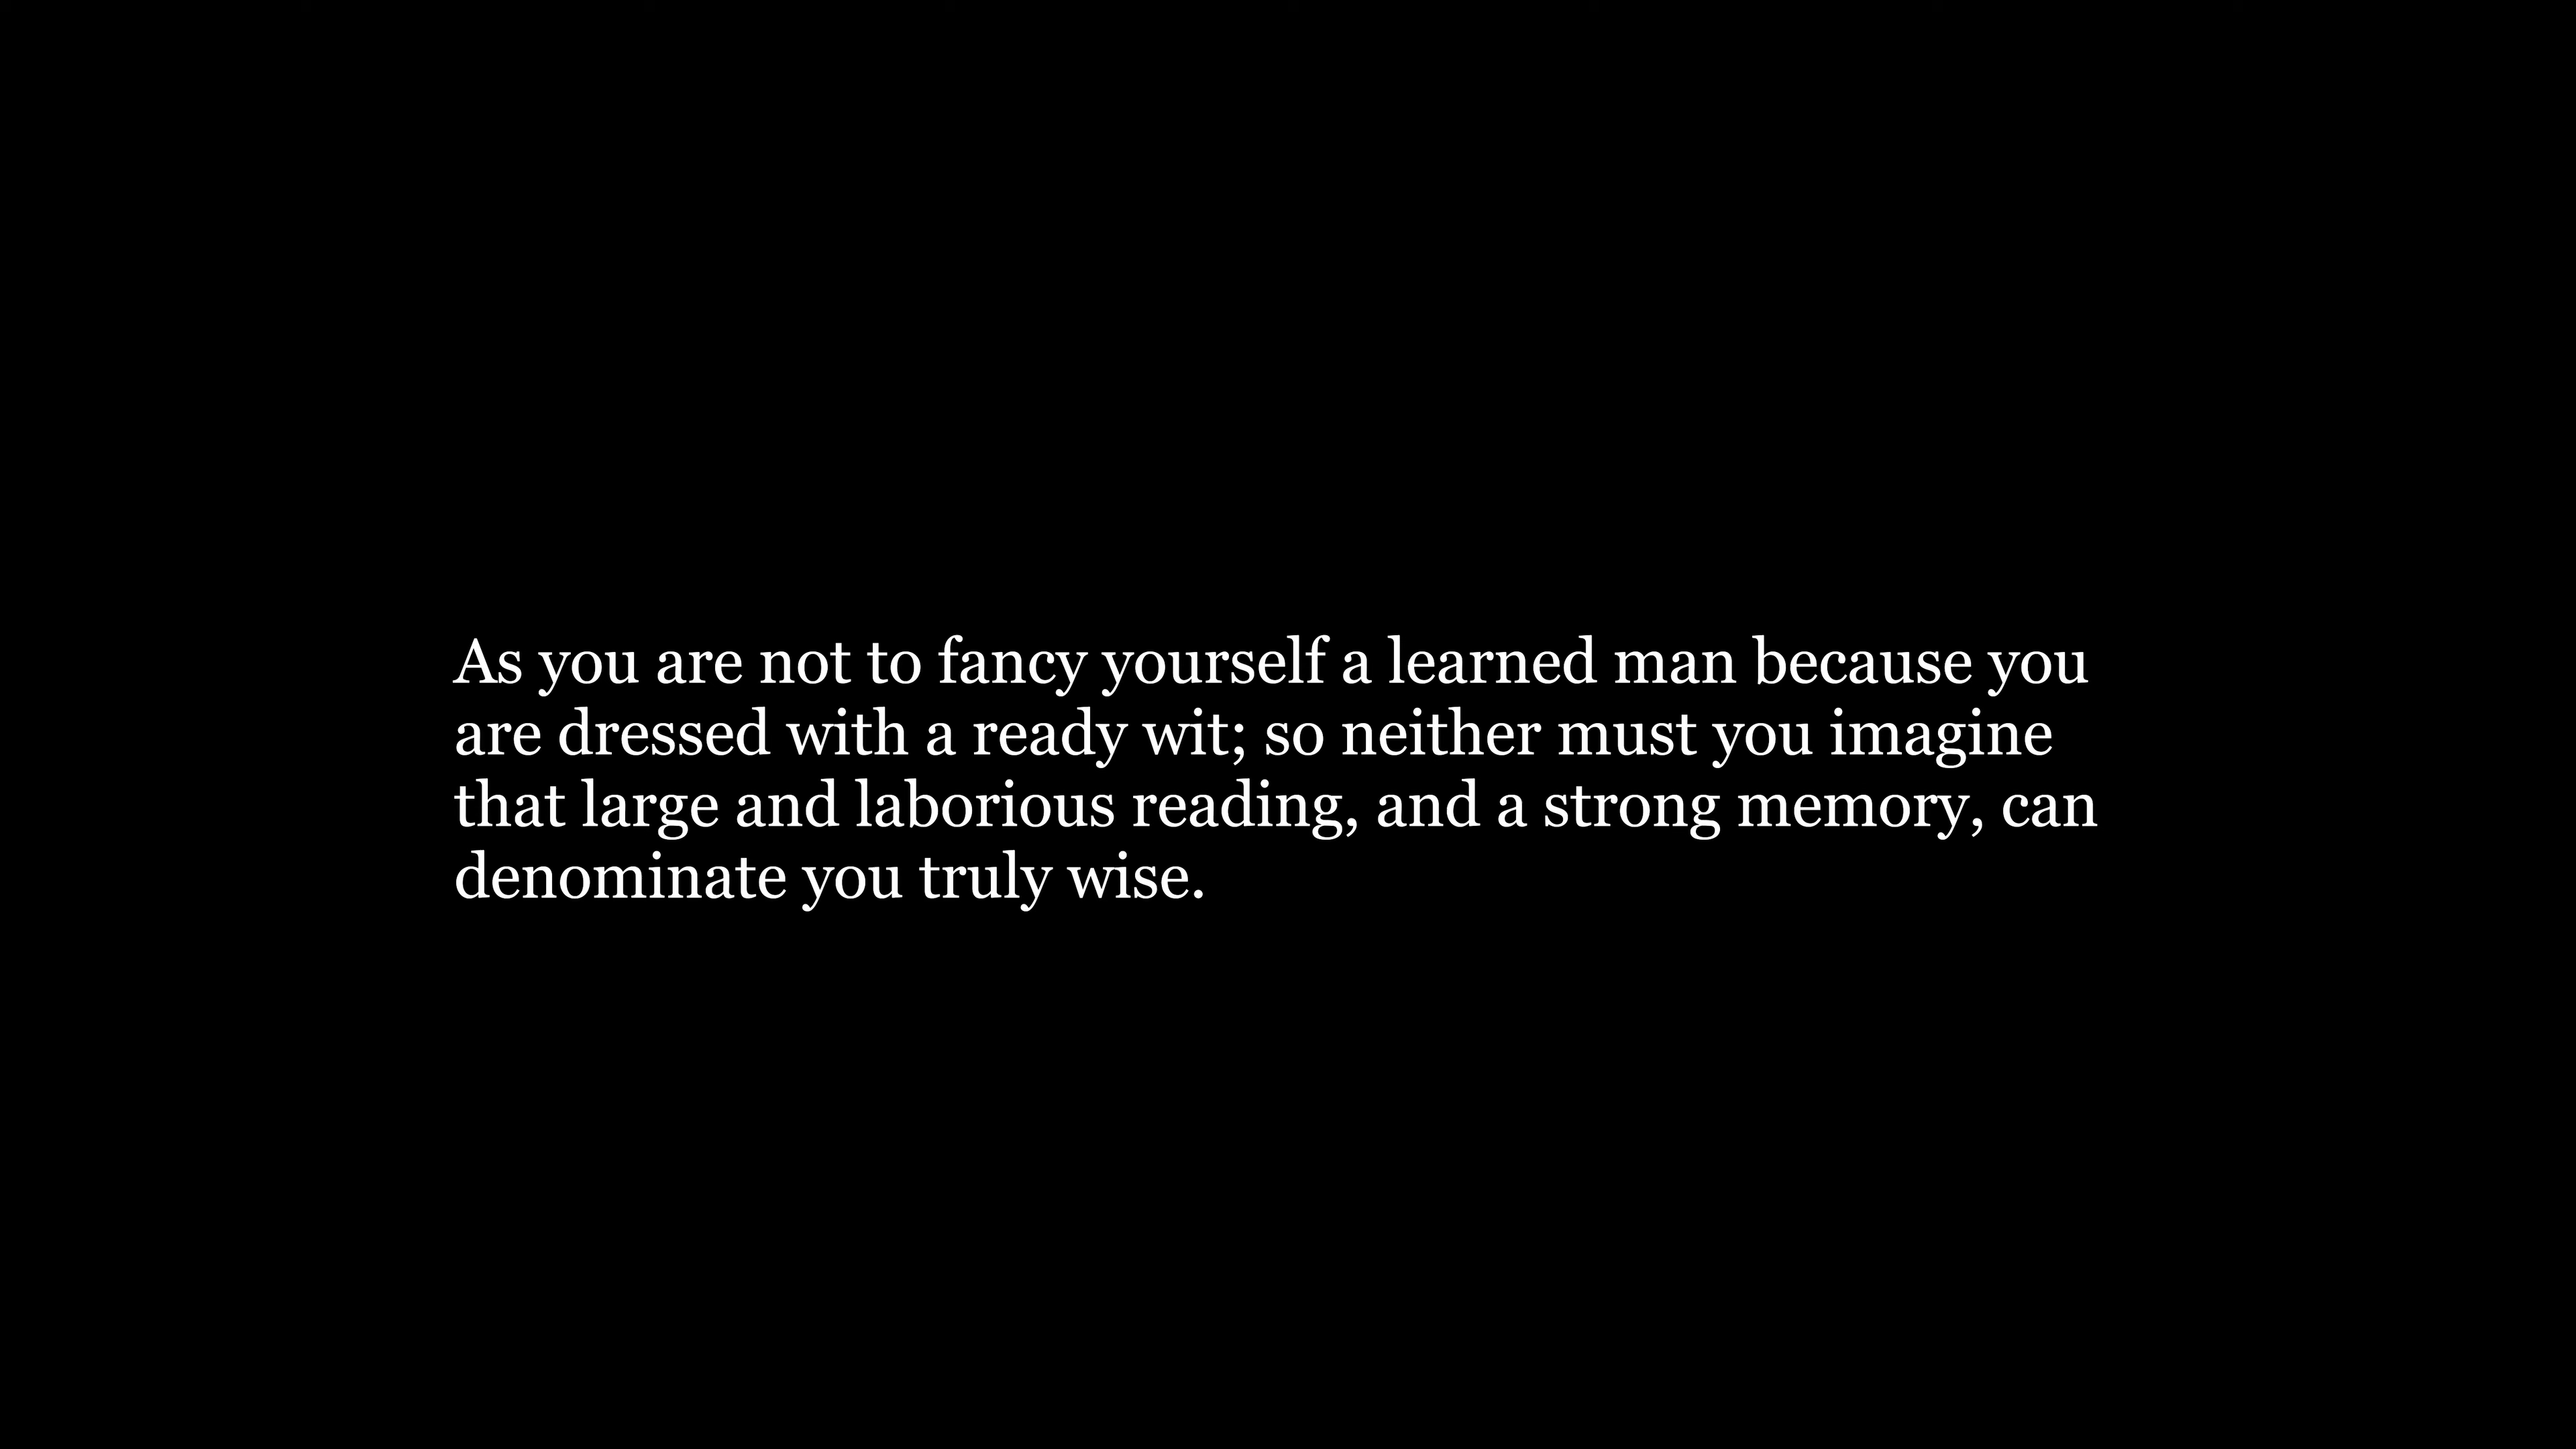 As you are not to fancy yourself a learned man because you
are dressed with a ready wit; so neither must you imagine
that large and laborious reading, and a strong memory, can
denominate you truly wise.